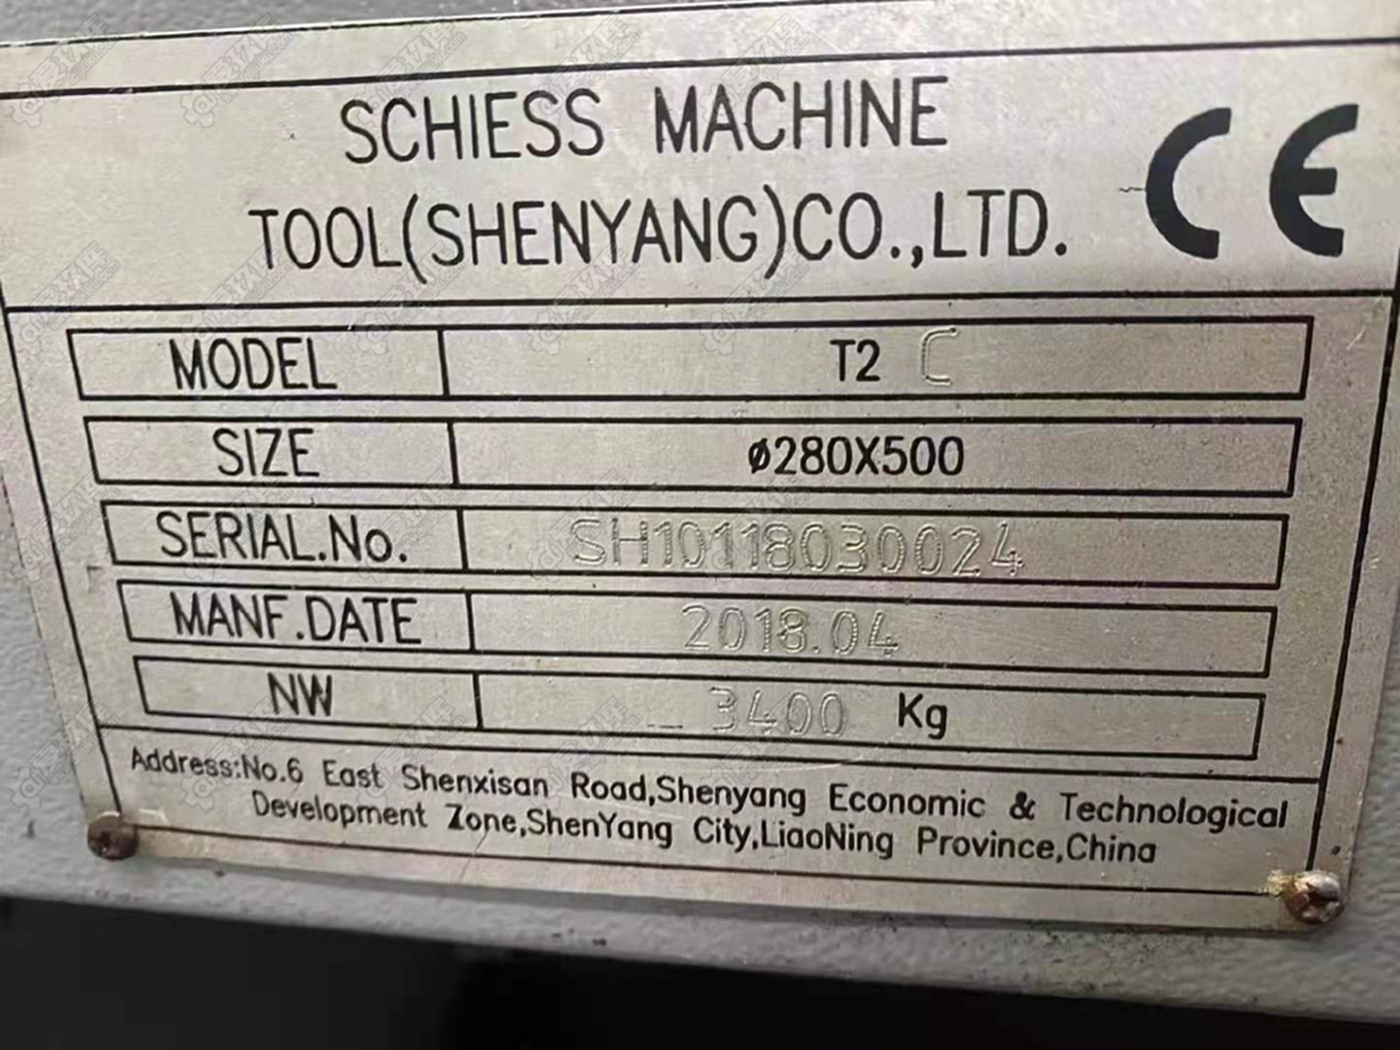 SCHIESS MACHINE
TOOL(SHENYANG)CO.,LTD.
CE
MODEL T2 C
SIZE ø280X500
SERIAL.No. SH10118030024
MANF.DATE 2018.04
NW 3400 Kg
Address:No.6 East Shenxisan Road,Shenyang Economic & Technological
Development Zone,ShenYang City,LiaoNing Province,China